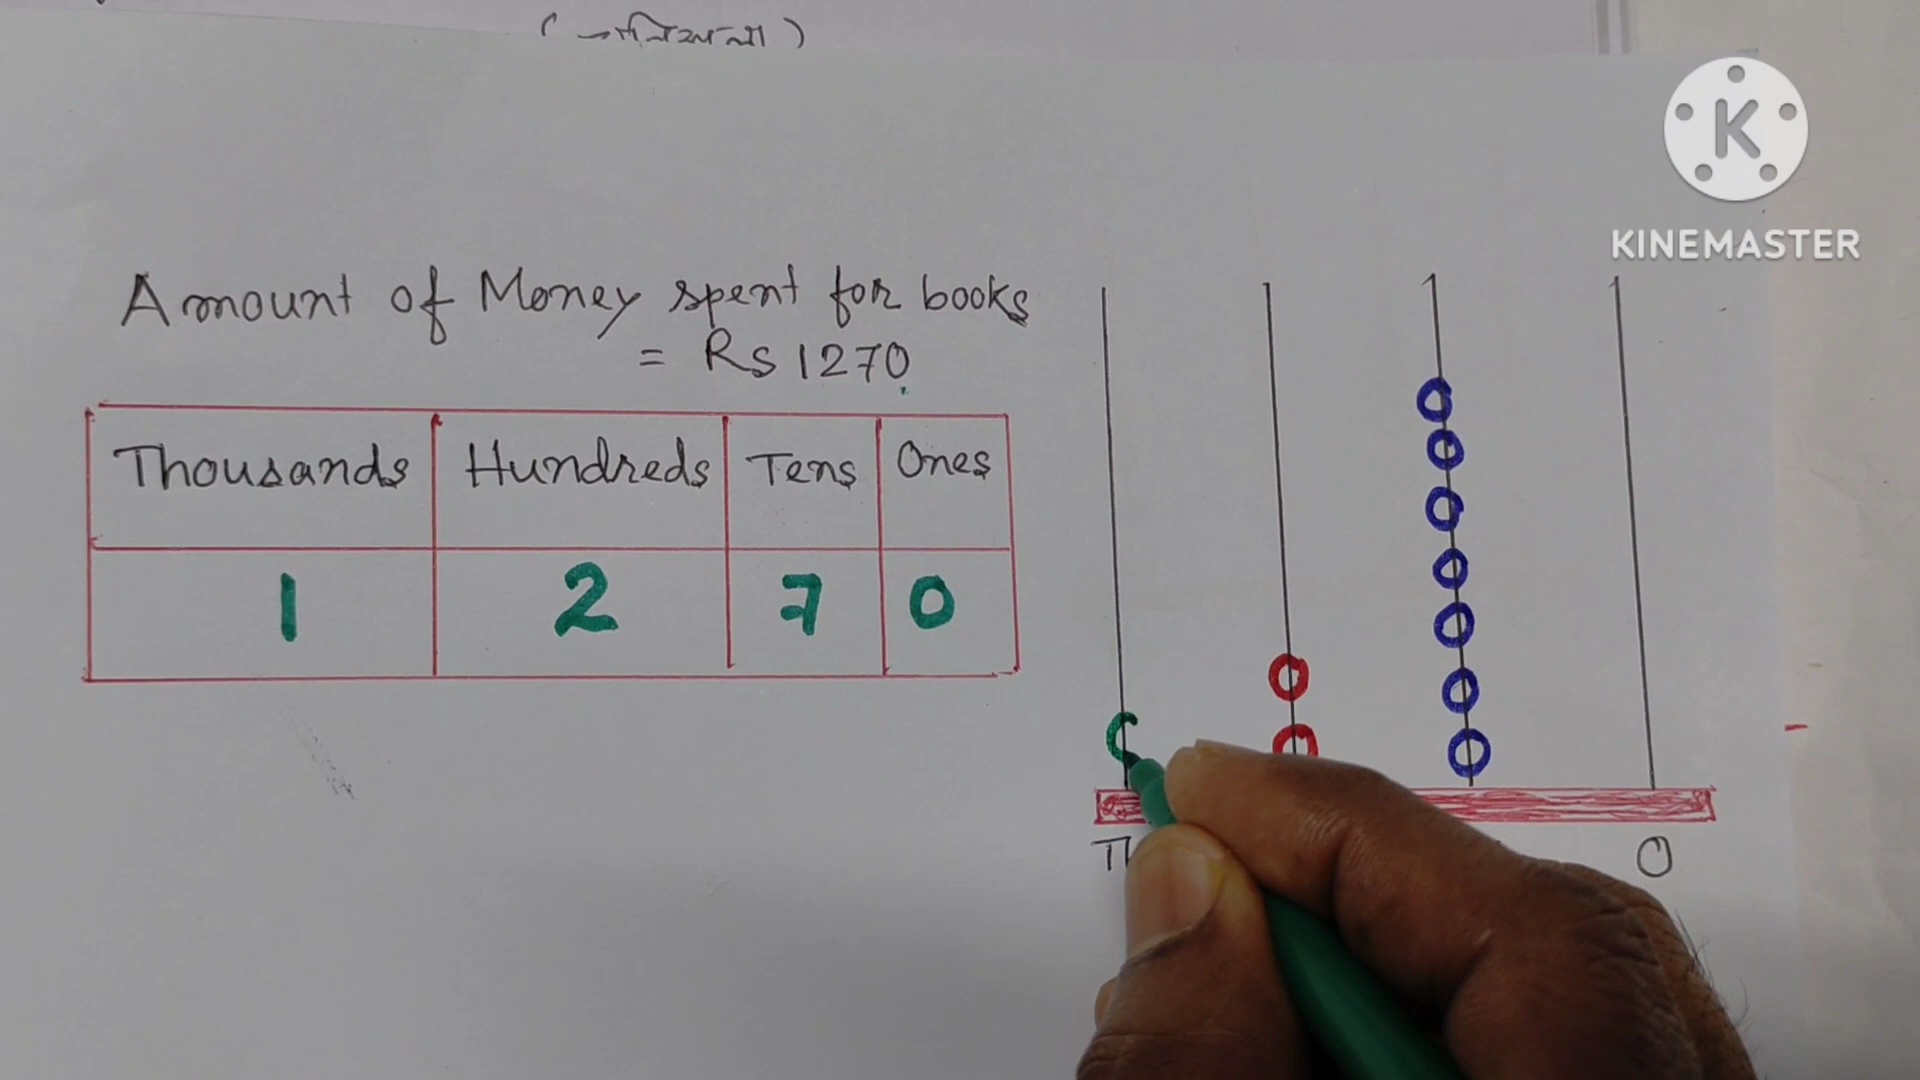 KINEMASTER
Amount of Money spent for books
= Rs 1270
Thousands Hundreds Tens Ones
1 2 7 0
O